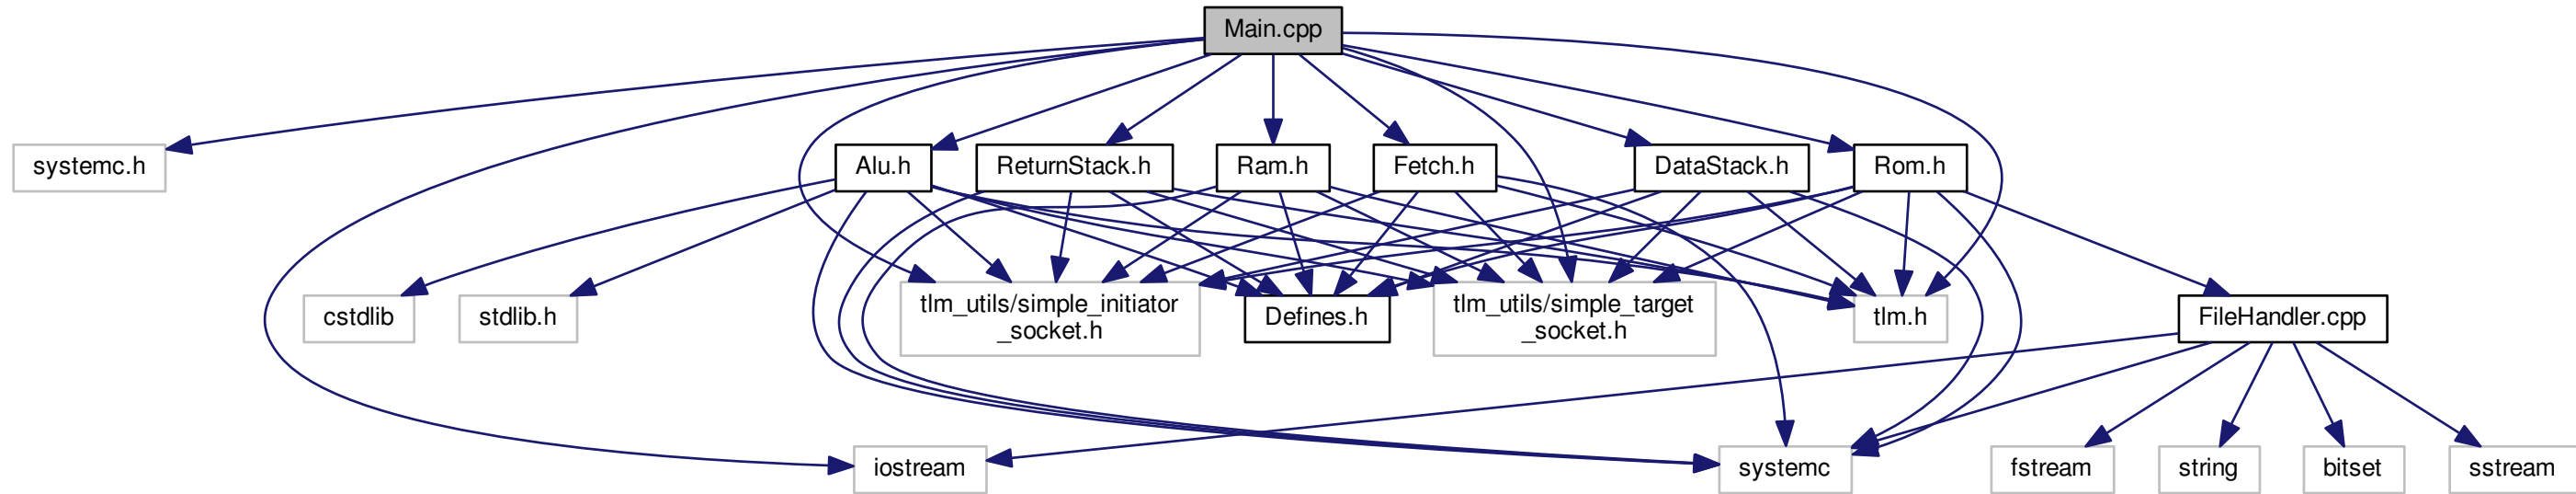 Main.cpp
systemc.h
Alu.h
ReturnStack.h
Ram.h
Fetch.h
DataStack.h
Rom.h
cstdlib
stdlib.h
tlm_utils/simple_initiator
_socket.h
Defines.h
tlm_utils/simple_target
_socket.h
tlm.h
FileHandler.cpp
iostream
systemc
fstream
string
bitset
sstream